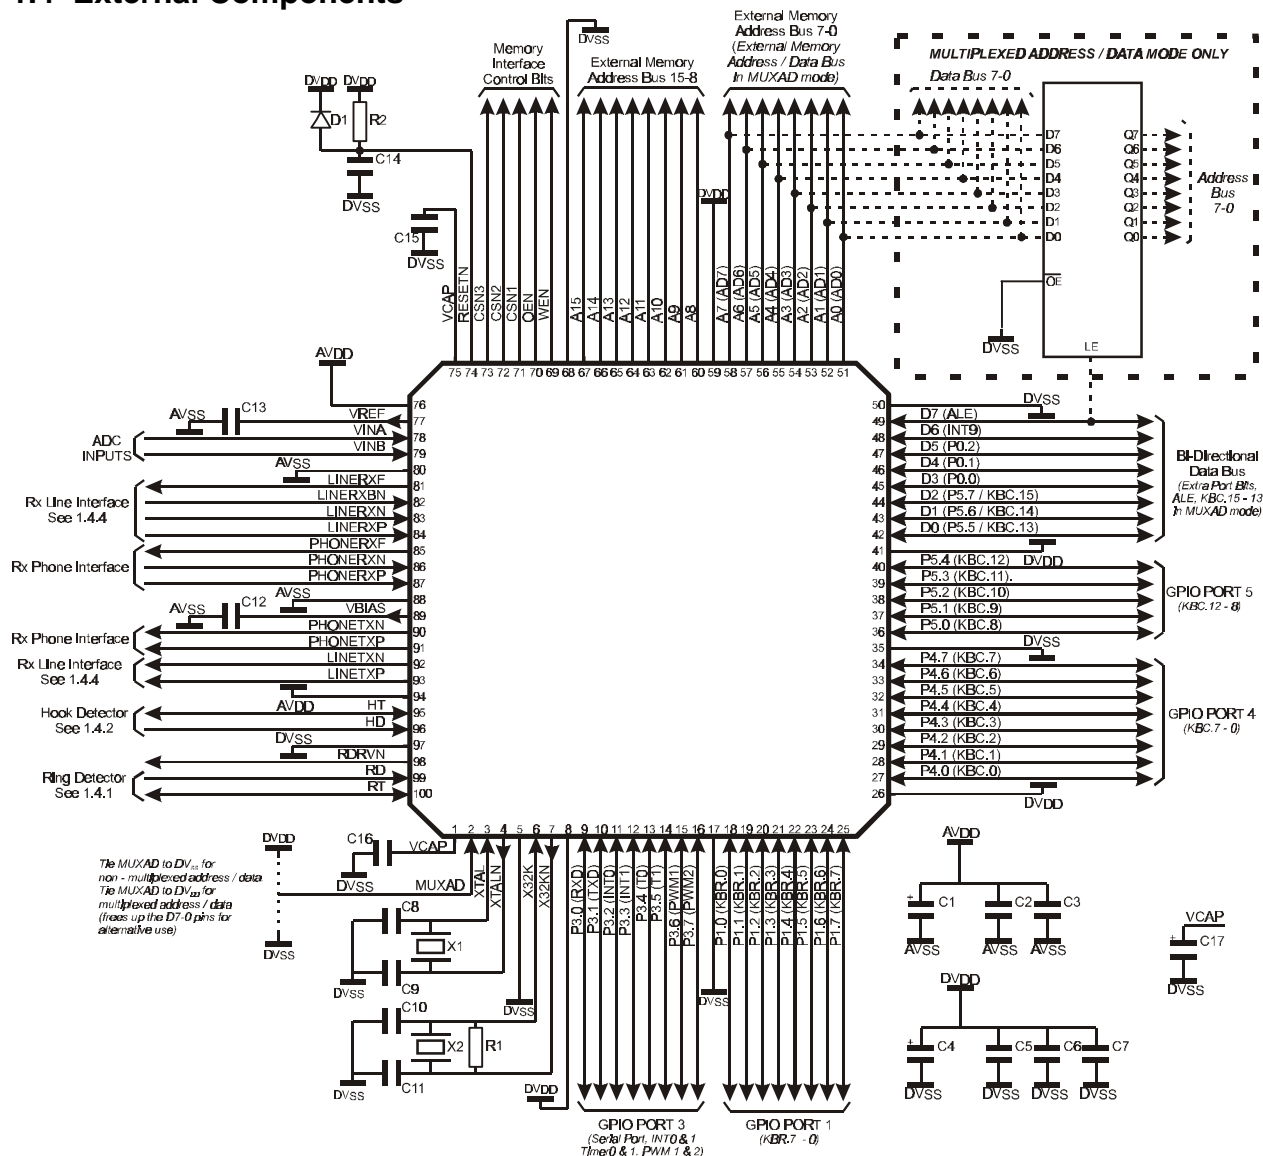 1.4 External Components
DVSS
Memory
Interface
Control Bits
External Memory
Address Bus 15-8
External Memory
Address Bus 7-0
(External Memory
Address / Data Bus
in MUXAD mode)
MULTIPLEXED ADDRESS / DATA MODE ONLY
Data Bus 7-0
D7
D6
D5
D4
D3
D2
D1
D0
Q7
Q6
Q5
Q4
Q3
Q2
Q1
Q0
Address
Bus
7-0
OE
DVSS
LE
DVDD
DVDD
D1
R2
C14
DVSS
C15
DVSS
DVDD
VCAP
RESETN
CSN3
CSN2
CSN1
OEN
WEN
A15
A14
A13
A12
A11
A10
A9
A8
A7 (AD7)
A6 (AD6)
A5 (AD5)
A4 (AD4)
A3 (AD3)
A2 (AD2)
A1 (AD1)
A0 (AD0)
75 74 73 72 71 70 69 68 67 66 65 64 63 62 61 60 59 58 57 56 55 54 53 52 51
AVDD
76
AVSS
C13
VREF
77
ADC
INPUTS
VINA
78
VINB
79
AVSS
80
Rx Line Interface
See 1.4.4
LINERXF
81
LINERXBN
82
LINERXN
83
LINERXP
84
Rx Phone Interface
PHONERXF
85
PHONERXN
86
PHONERXP
87
AVSS
88
AVSS
C12
VBIAS
89
Rx Phone Interface
PHONETXN
90
PHONETXP
91
Rx Line Interface
See 1.4.4
LINETXN
92
LINETXP
93
AVDD
94
Hook Detector
See 1.4.2
HT
95
HD
96
DVSS
97
RDRVN
98
Ring Detector
See 1.4.1
RD
99
RT
100
50
DVSS
49
D7 (ALE)
48
D6 (INT9)
47
D5 (P0.2)
46
D4 (P0.1)
45
D3 (P0.0)
44
D2 (P5.7 / KBC.15)
43
D1 (P5.6 / KBC.14)
42
D0 (P5.5 / KBC.13)
Bi-Directional
Data Bus
(Extra Port Bits,
ALE, KBC.15 - 13
in MUXAD mode)
41
DVDD
40
P5.4 (KBC.12)
39
P5.3 (KBC.11).
38
P5.2 (KBC.10)
37
P5.1 (KBC.9)
36
P5.0 (KBC.8)
GPIO PORT 5
(KBC.12 - 8)
35
DVSS
34
P4.7 (KBC.7)
33
P4.6 (KBC.6)
32
P4.5 (KBC.5)
31
P4.4 (KBC.4)
30
P4.3 (KBC.3)
29
P4.2 (KBC.2)
28
P4.1 (KBC.1)
27
P4.0 (KBC.0)
GPIO PORT 4
(KBC.7 - 0)
26
DVDD
1 2 3 4 5 6 7 8 9 10 11 12 13 14 15 16 17 18 19 20 21 22 23 24 25
C16
VCAP
DVSS
DVDD
MUXAD
DVSS
Tie MUXAD to DVSS for
non - multiplexed address / data
Tie MUXAD to DVDD for
multiplexed address / data
(frees up the D7-0 pins for
alternative use)
XTAL
XTALN
X32K
X32KN
P3.0 (RXD)
P3.1 (TXD)
P3.2 (INT0)
P3.3 (INT1)
P3.4 (T0)
P3.5 (T1)
P3.6 (PWM1)
P3.7 (PWM2)
P1.0 (KBR.0)
P1.1 (KBR.1)
P1.2 (KBR.2)
P1.3 (KBR.3)
P1.4 (KBR.4)
P1.5 (KBR.5)
P1.6 (KBR.6)
P1.7 (KBR.7)
C8
X1
C9
DVSS
DVSS
DVSS
C10
X2
R1
C11
DVSS
DVDD
GPIO PORT 3
(Serial Port, INT0 & 1
Timer0 & 1, PWM 1 & 2)
GPIO PORT 1
(KBR.7 - 0)
AVDD
+
C1
C2
C3
AVSS
AVSS
AVSS
VCAP
+
C17
DVSS
DVDD
+
C4
C5
C6
C7
DVSS
DVSS
DVSS
DVSS